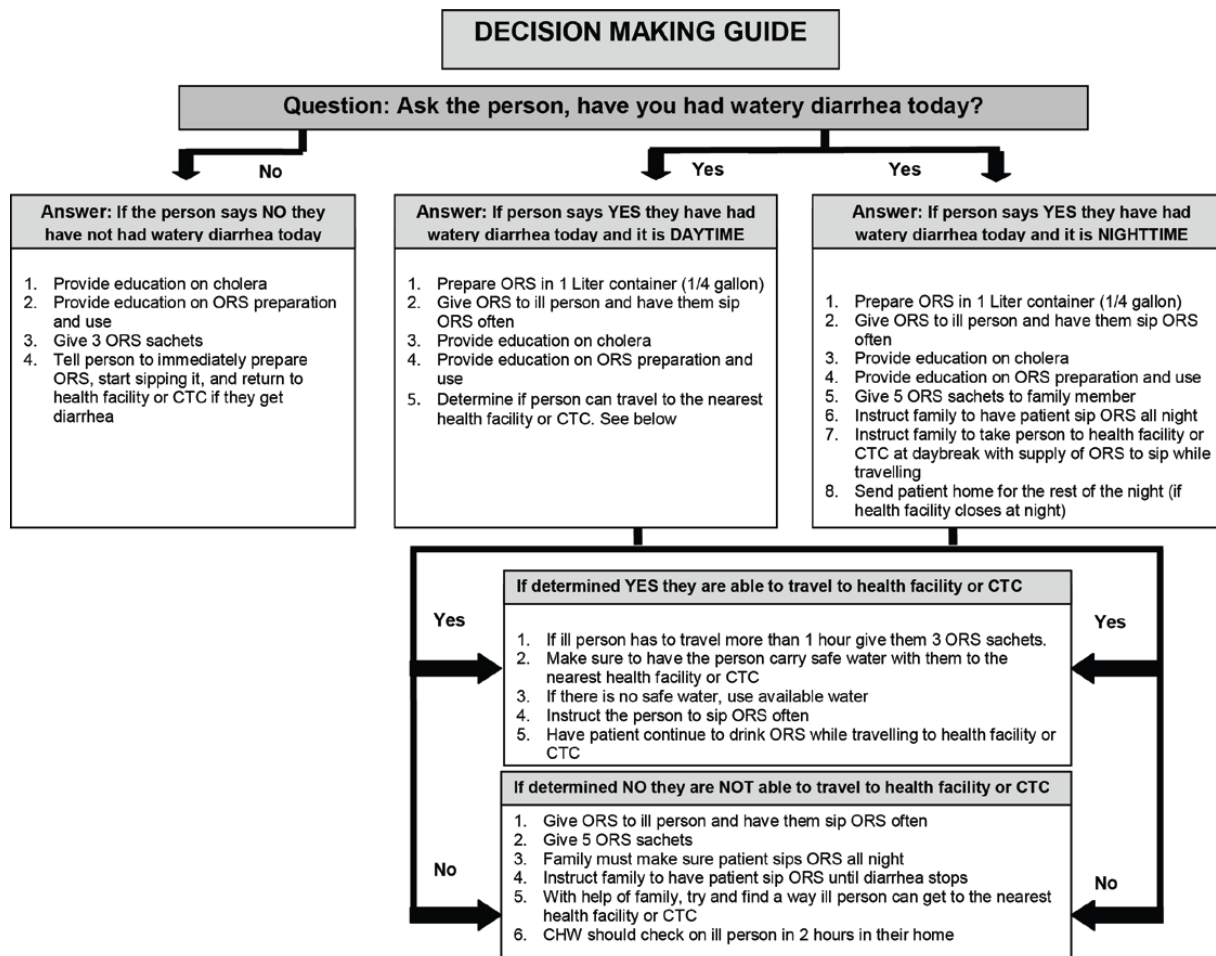 DECISION MAKING GUIDE
Question: Ask the person, have you had watery diarrhea today?
No
Yes
Yes
Answer: If the person says NO they
have not had watery diarrhea today
1. Provide education on cholera
2. Provide education on ORS preparation
and use
3. Give 3 ORS sachets
4. Tell person to immediately prepare
ORS, start sipping it, and return to
health facility or CTC if they get
diarrhea
Answer: If person says YES they have had
watery diarrhea today and it is DAYTIME
1. Prepare ORS in 1 Liter container (1/4 gallon)
2. Give ORS to ill person and have them sip
ORS often
3. Provide education on cholera
4. Provide education on ORS preparation and
use
5. Determine if person can travel to the nearest
health facility or CTC. See below
Answer: If person says YES they have had
watery diarrhea today and it is NIGHTTIME
1. Prepare ORS in 1 Liter container (1/4 gallon)
2. Give ORS to ill person and have them sip ORS
often
3. Provide education on cholera
4. Provide education on ORS preparation and use
5. Give 5 ORS sachets to family member
6. Instruct family to have patient sip ORS all night
7. Instruct family to take person to health facility or
CTC at daybreak with supply of ORS to sip while
travelling
8. Send patient home for the rest of the night (if
health facility closes at night)
If determined YES they are able to travel to health facility or CTC
Yes
Yes
1. If ill person has to travel more than 1 hour give them 3 ORS sachets.
2. Make sure to have the person carry safe water with them to the
nearest health facility or CTC
3. If there is no safe water, use available water
4. Instruct the person to sip ORS often
5. Have patient continue to drink ORS while travelling to health facility or
CTC
If determined NO they are NOT able to travel to health facility or CTC
No
No
1. Give ORS to ill person and have them sip ORS often
2. Give 5 ORS sachets
3. Family must make sure patient sips ORS all night
4. Instruct family to have patient sip ORS until diarrhea stops
5. With help of family, try and find a way ill person can get to the nearest
health facility or CTC
6. CHW should check on ill person in 2 hours in their home